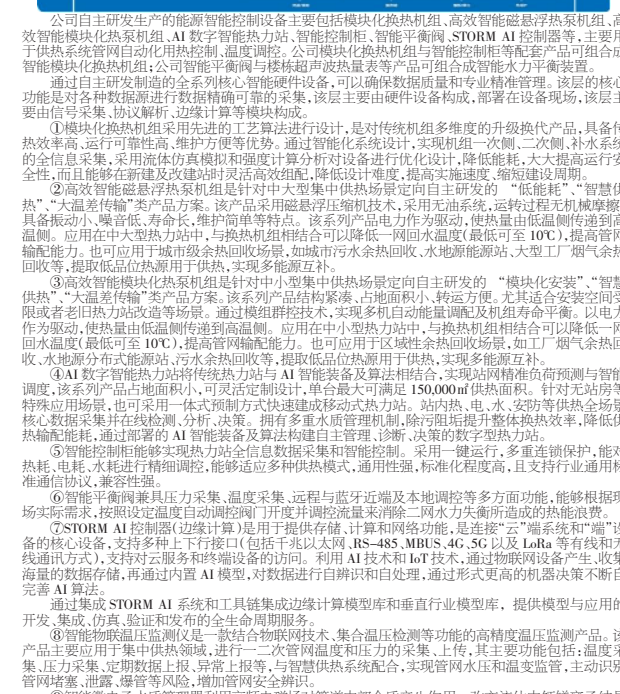 公司自主研发生产的能源智能控制设备主要包括模块化换热机组、高效智能磁悬浮热泵机组、高
效智能模块化热泵机组、AI 数字智能热力站、智能控制柜、智能平衡阀、STORM AI 控制器等,主要用
于供热系统管网自动化用热控制、温度调控。公司模块化换热机组与智能控制柜等配套产品可组合成
智能模块化换热机组;公司智能平衡阀与楼栋超声波热量表等产品可组合成智能水力平衡装置。
通过自主研发制造的全系列核心智能硬件设备,可以确保数据质量和专业精准管理。该层的核心
功能是对各种数据源进行数据精确可靠的采集,该层主要由硬件设备构成,部署在设备现场,该层主
要由信号采集、协议解析、边缘计算等模块构成。
①模块化换热机组采用先进的工艺算法进行设计,是对传统机组多维度的升级换代产品,具备传
热效率高、运行可靠性高、维护方便等优势。通过智能化系统设计,实现机组一次侧、二次侧、补水系统
的全信息采集,采用流体仿真模拟和强度计算分析对设备进行优化设计,降低能耗,大大提高运行安
全性,而且能够在新建及改建站时灵活高效组配,降低设计难度,提高实施速度、缩短建设周期。
②高效智能磁悬浮热泵机组是针对中大型集中供热场景定向自主研发的 “低能耗”、“智慧供
热”、“大温差传输”类产品方案。该产品采用磁悬浮压缩机技术,采用无油系统,运转过程无机械摩擦,
具备振动小、噪音低、寿命长,维护简单等特点。该系列产品电力作为驱动,使热量由低温侧传递到高
温侧。应用在中大型热力站中,与换热机组相结合可以降低一网回水温度(最低可至 10℃),提高管网
输配能力。也可应用于城市级余热回收场景,如城市污水余热回收、水地源能源站、大型工厂烟气余热
回收等,提取低品位热源用于供热,实现多能源互补。
③高效智能模块化热泵机组是针对中小型集中供热场景定向自主研发的 “模块化安装”、“智慧
供热”、“大温差传输”类产品方案。该系列产品结构紧凑、占地面积小、转运方便。尤其适合安装空间受
限或者老旧热力站改造等场景。通过模组群控技术,实现多机自动能量调配及机组寿命平衡。以电力
作为驱动,使热量由低温侧传递到高温侧。应用在中小型热力站中,与换热机组相结合可以降低一网
回水温度(最低可至 10℃),提高管网输配能力。也可应用于区域性余热回收场景,如工厂烟气余热回
收、水地源分布式能源站、污水余热回收等,提取低品位热源用于供热,实现多能源互补。
④AI 数字智能热力站将传统热力站与 AI 智能装备及算法相结合,实现站网精准负荷预测与智能
调度,该系列产品占地面积小,可灵活定制设计,单台最大可满足 150,000㎡供热面积。针对无站房等
特殊应用场景,也可采用一体式预制方式快速建成移动式热力站。站内热、电、水、安防等供热全场景
核心数据采集并在线检测、分析、决策。拥有多重水质管理机制,除污阻垢提升整体换热效率,降低供
热输配能耗,通过部署的 AI 智能装备及算法构建自主管理、诊断、决策的数字型热力站。
⑤智能控制柜能够实现热力站全信息数据采集和智能控制。采用一键运行,多重连锁保护,能对
热耗、电耗、水耗进行精细调控,能够适应多种供热模式,通用性强,标准化程度高,且支持行业通用标
准通信协议,兼容性强。
⑥智能平衡阀兼具压力采集、温度采集、远程与蓝牙近端及本地调控等多方面功能,能够根据现
场实际需求,按照设定温度自动调控阀门开度并调控流量来消除二网水力失衡所造成的热能浪费。
⑦STORM AI 控制器(边缘计算)是用于提供存储、计算和网络功能,是连接“云”端系统和“端”设
备的核心设备,支持多种上下行接口(包括千兆以太网、RS-485、MBUS、4G、5G 以及 LoRa 等有线和无
线通讯方式),支持对云服务和终端设备的访问。利用 AI 技术和 IoT 技术,通过物联网设备产生、收集
海量的数据存储,再通过内置 AI 模型,对数据进行自辨识和自处理,通过形式更高的机器决策不断自
完善 AI 算法。
通过集成 STORM AI 系统和工具链集成边缘计算模型库和垂直行业模型库, 提供模型与应用的
开发、集成、仿真、验证和发布的全生命周期服务。
⑧智能物联温压监测仪是一款结合物联网技术、集合温压检测等功能的高精度温压监测产品。该
产品主要应用于集中供热领域,进行一二次管网温度和压力的采集、上传,其主要功能包括:温度采
集、压力采集、定期数据上报、异常上报等,与智慧供热系统配合,实现管网水压和温变监管,主动识别
管网堵塞、泄露、爆管等风险,增加管网安全辨识。